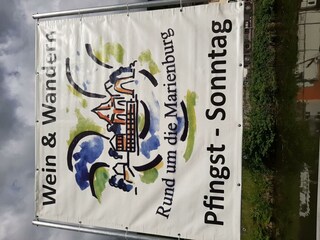 Wein & Wandern
Rund um die Marienburg
Pfingst - Sonntag